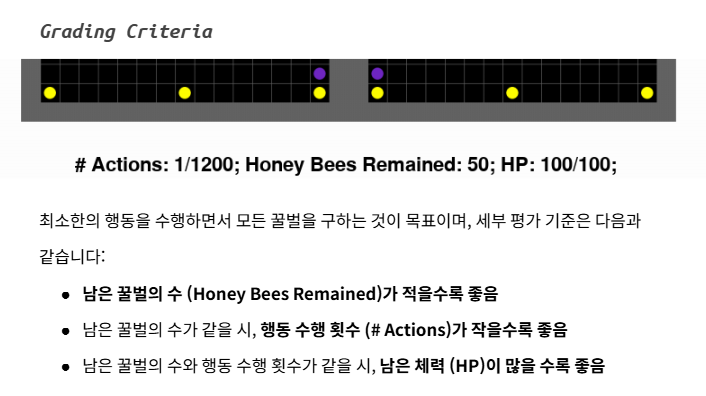 Grading Criteria
# Actions: 1/1200; Honey Bees Remained: 50; HP: 100/100;
최소한의 행동을 수행하면서 모든 꿀벌을 구하는 것이 목표이며, 세부 평가 기준은 다음과
같습니다:
● 남은 꿀벌의 수 (Honey Bees Remained)가 적을수록 좋음
● 남은 꿀벌의 수가 같을 시, 행동 수행 횟수 (# Actions)가 작을수록 좋음
● 남은 꿀벌의 수와 행동 수행 횟수가 같을 시, 남은 체력 (HP)이 많을 수록 좋음